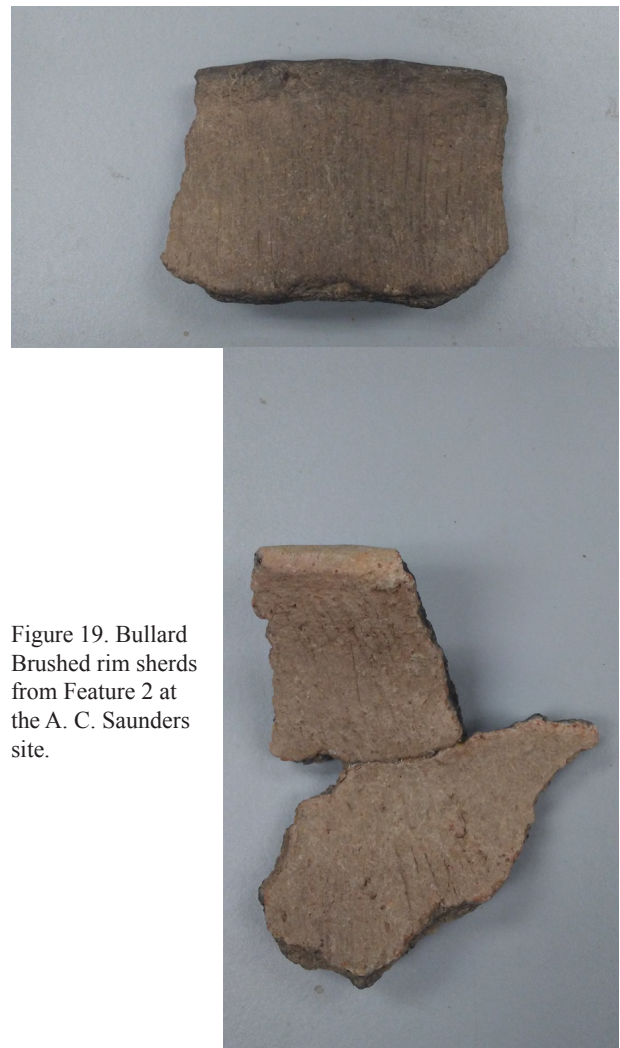 Figure 19. Bullard
Brushed rim sherds
from Feature 2 at
the A. C. Saunders
site.